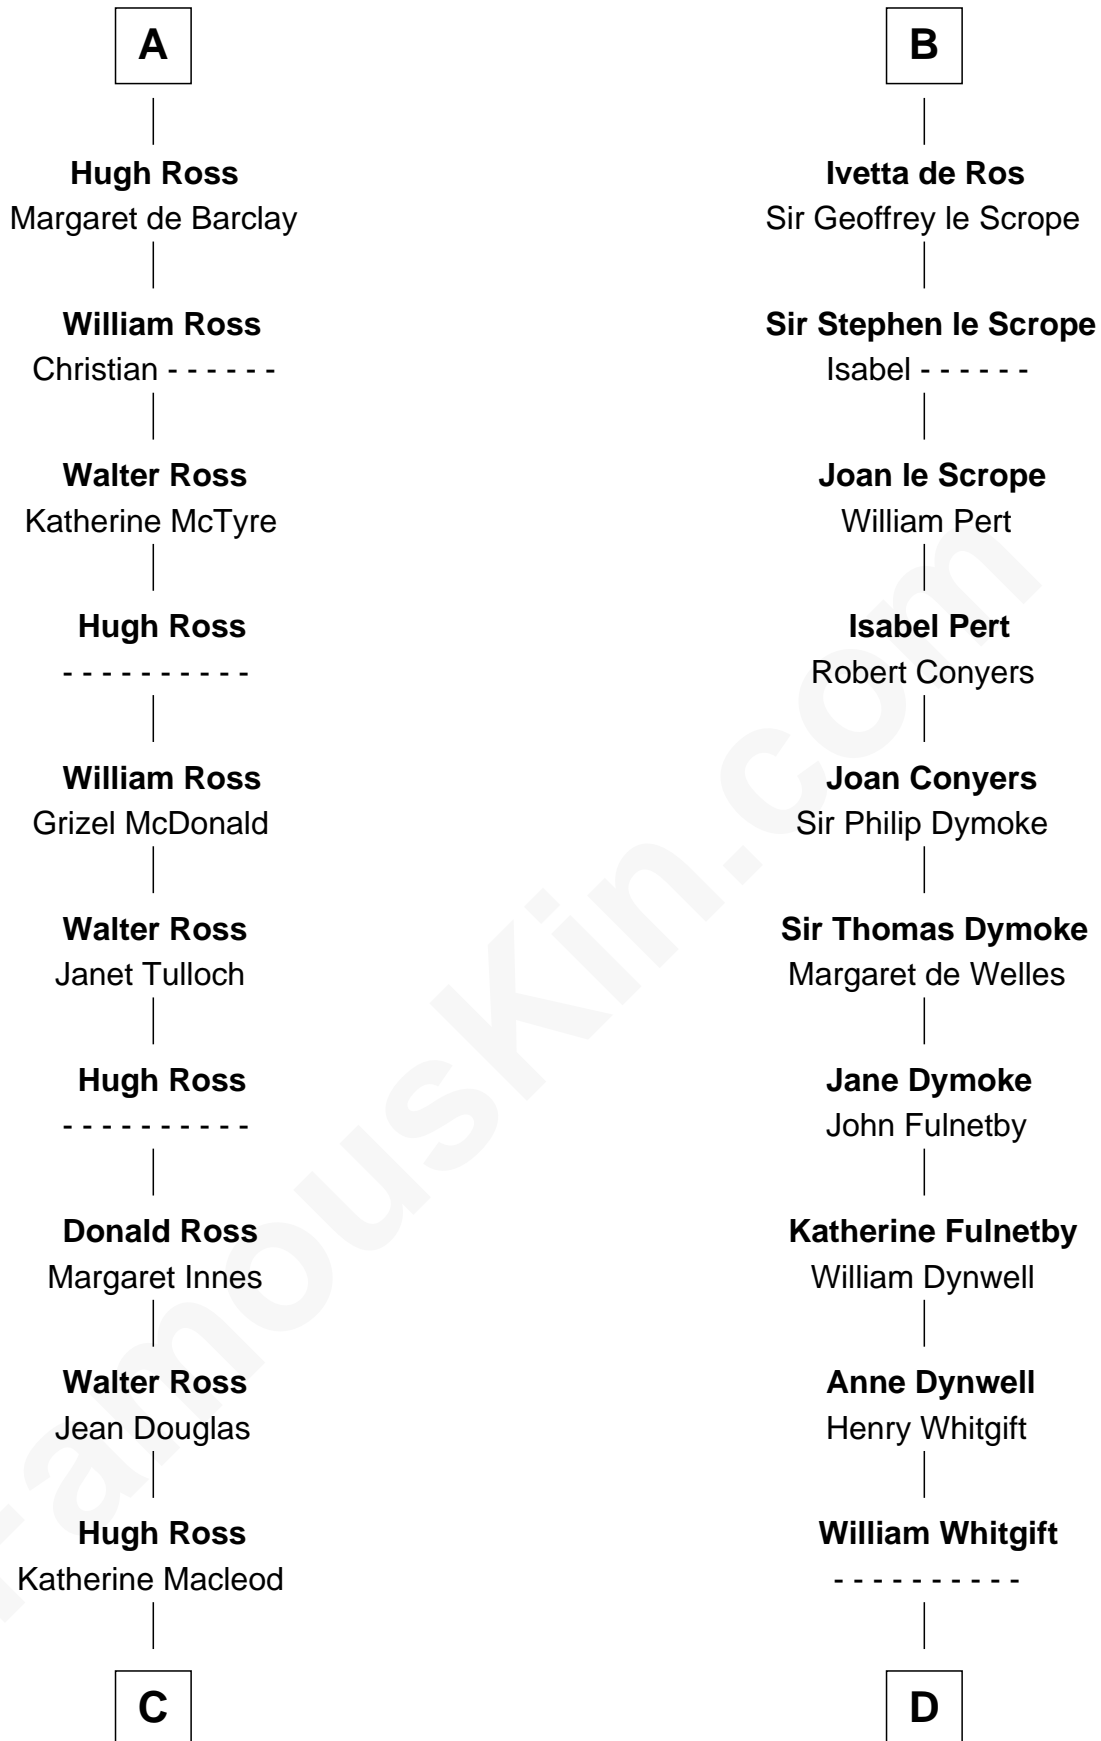 A
Hugh Ross
Margaret de Barclay
William Ross
Christian - - - - - -
Walter Ross
Katherine McTyre
Hugh Ross
- - - - - - - - - -
William Ross
Grizel McDonald
Walter Ross
Janet Tulloch
Hugh Ross
- - - - - - - - - -
Donald Ross
Margaret Innes
Walter Ross
Jean Douglas
Hugh Ross
Katherine Macleod
C
B
Ivetta de Ros
Sir Geoffrey le Scrope
Sir Stephen le Scrope
Isabel - - - - - -
Joan le Scrope
William Pert
Isabel Pert
Robert Conyers
Joan Conyers
Sir Philip Dymoke
Sir Thomas Dymoke
Margaret de Welles
Jane Dymoke
John Fulnetby
Katherine Fulnetby
William Dynwell
Anne Dynwell
Henry Whitgift
William Whitgift
- - - - - - - - - -
D
FamousKin.com